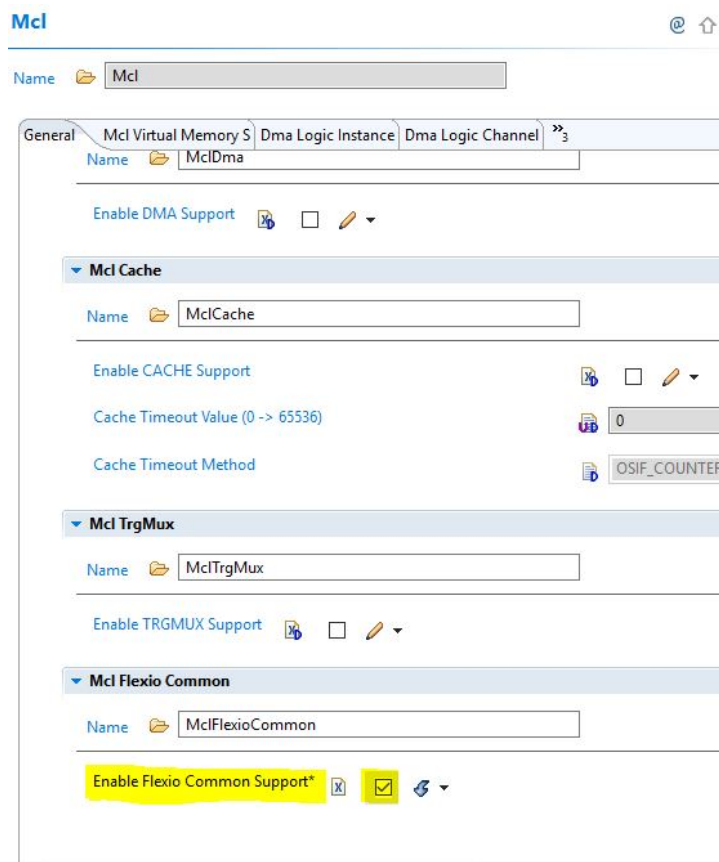 Mcl
Name Mcl
General Mcl Virtual Memory S Dma Logic Instance Dma Logic Channel »3
Name MclDma
Enable DMA Support
Mcl Cache
Name MclCache
Enable CACHE Support
Cache Timeout Value (0 -> 65536) 0
Cache Timeout Method OSIF_COUNTER
Mcl TrgMux
Name MclTrgMux
Enable TRGMUX Support
Mcl Flexio Common
Name MclFlexioCommon
Enable Flexio Common Support*